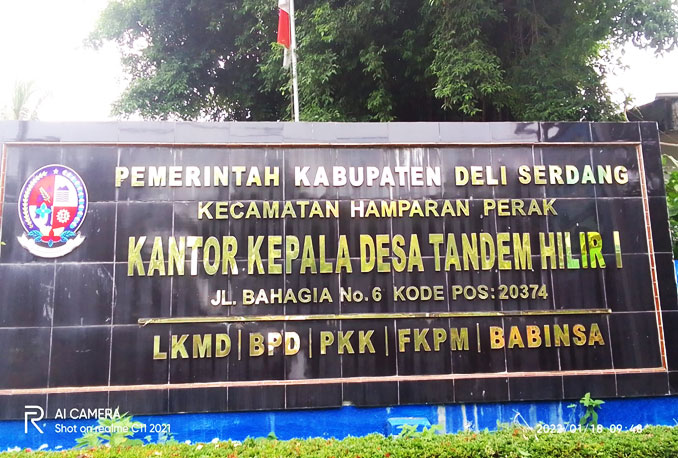 PEMERINTAH KABUPATEN DELI SERDANG
KECAMATAN HAMPARAN PERAK
KANTOR KEPALA DESA TANDEM HILIR I
JL. BAHAGIA No. 6 KODE POS: 20374
LKMD | BPD | PKK | FKPM | BABINSA
R AI CAMERA
Shot on realme C11 2021
2022/01/18 09:48